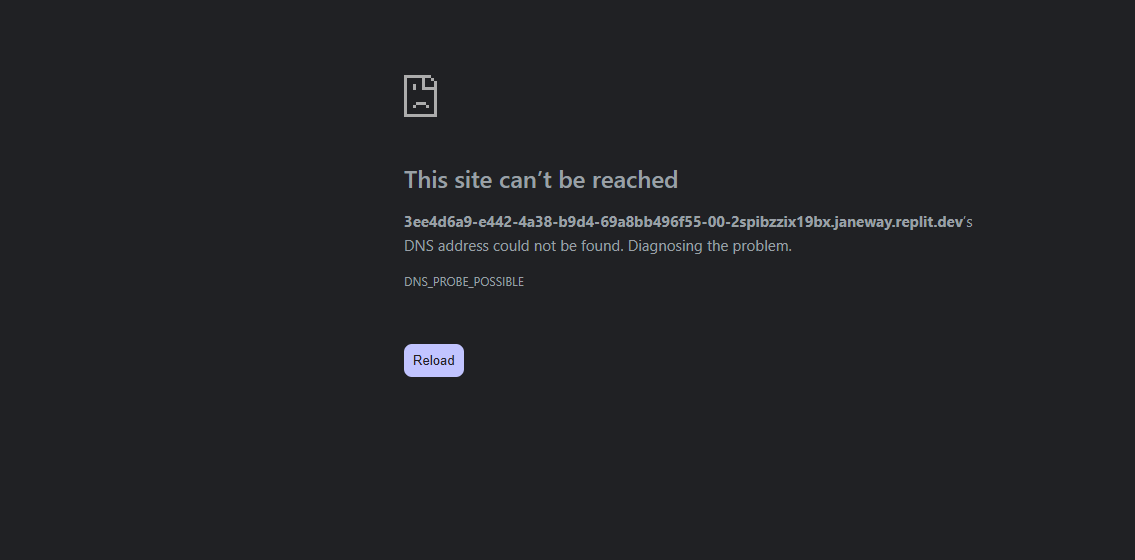 This site can’t be reached
3ee4d6a9-e442-4a38-b9d4-69a8bb496f55-00-2spibzzix19bx.janeway.replit.dev’s
DNS address could not be found. Diagnosing the problem.
DNS_PROBE_POSSIBLE
Reload